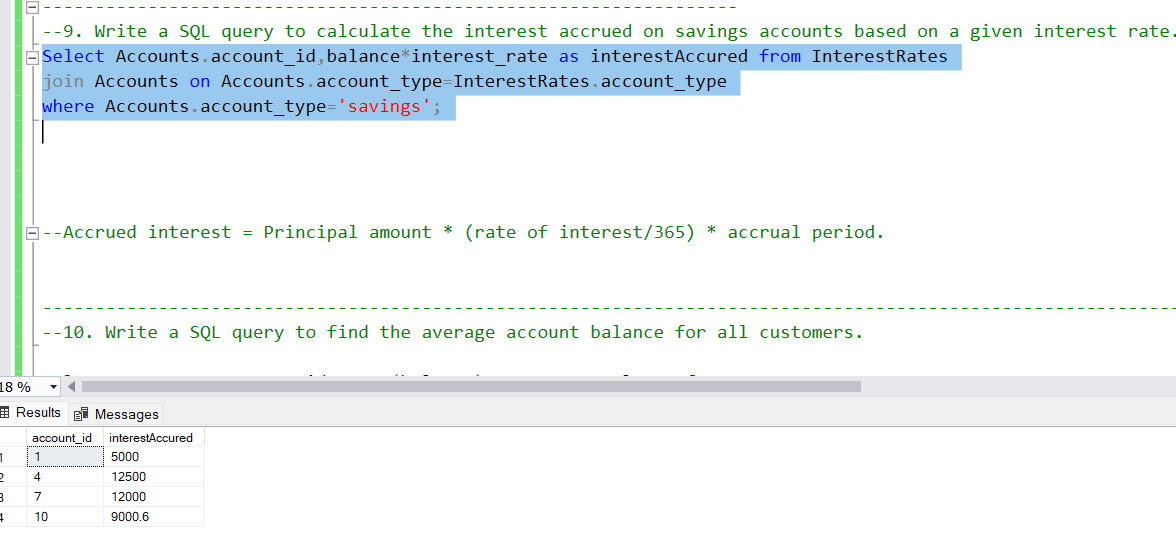 --9. Write a SQL query to calculate the interest accrued on savings accounts based on a given interest rate.
Select Accounts.account_id,balance*interest_rate as interestAccured from InterestRates
join Accounts on Accounts.account_type=InterestRates.account_type
where Accounts.account_type='savings';
--Accrued interest = Principal amount * (rate of interest/365) * accrual period.
--10. Write a SQL query to find the average account balance for all customers.
18 %
Results Messages
account_id interestAccured
1 1 5000
2 4 12500
3 7 12000
4 10 9000.6